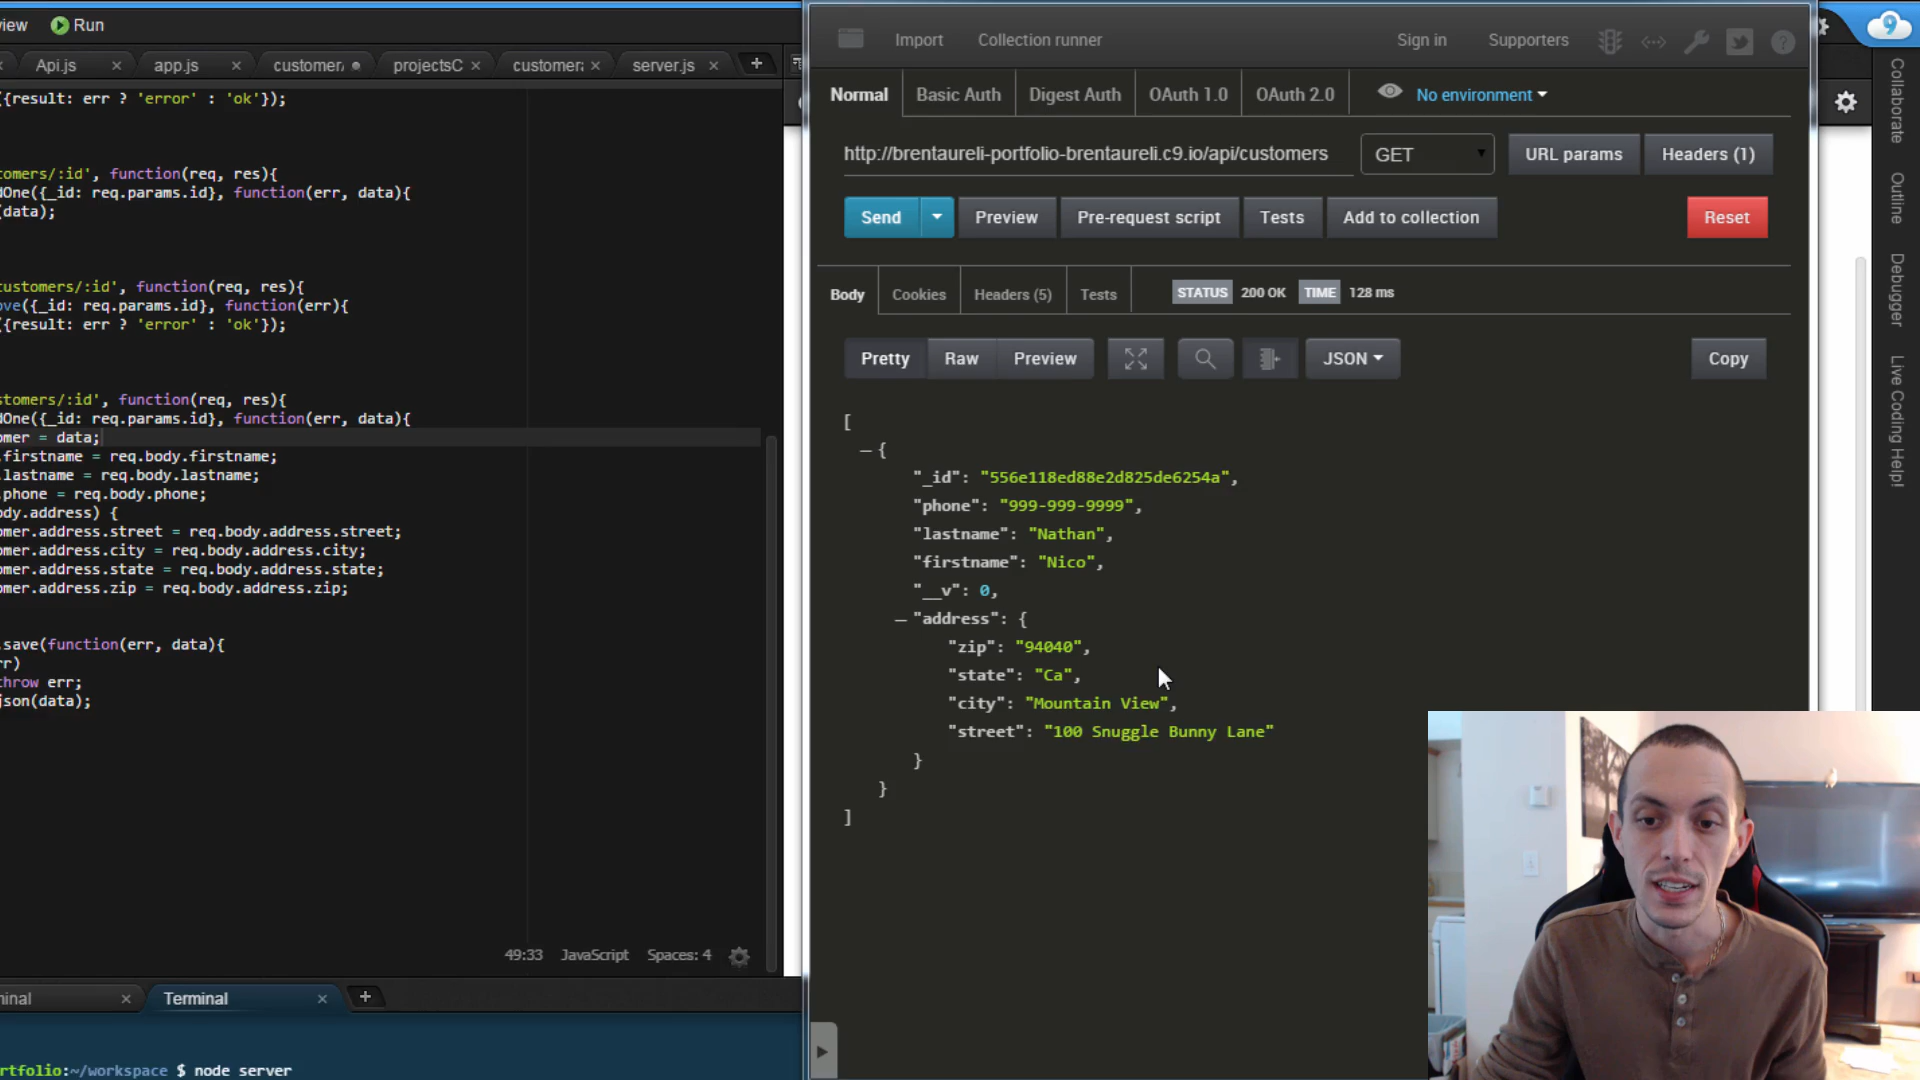 iew Run
Api.js × app.js × customer/ projectsC × customer: × server.js × +
({result: err ? 'error' : 'ok'});
omers/:id', function(req, res){
dOne({_id: req.params.id}, function(err, data){
(data);
customers/:id', function(req, res){
ove({_id: req.params.id}, function(err){
({result: err ? 'error' : 'ok'});
stomers/:id', function(req, res){
dOne({_id: req.params.id}, function(err, data){
omer = data;
.firstname = req.body.firstname;
.lastname = req.body.lastname;
.phone = req.body.phone;
ody.address) {
omer.address.street = req.body.address.street;
omer.address.city = req.body.address.city;
omer.address.state = req.body.address.state;
omer.address.zip = req.body.address.zip;
.save(function(err, data){
rr)
throw err;
json(data);
49:33 JavaScript Spaces: 4
minal × Terminal × +
rtfolio:~/workspace $ node server
Import Collection runner Sign in Supporters
Normal Basic Auth Digest Auth OAuth 1.0 OAuth 2.0 No environment
http://brentaureli-portfolio-brentaureli.c9.io/api/customers GET URL params Headers (1)
Send Preview Pre-request script Tests Add to collection Reset
Body Cookies Headers (5) Tests STATUS 200 OK TIME 128 ms
Pretty Raw Preview JSON Copy
[
{
"_id": "556e118ed88e2d825de6254a",
"phone": "999-999-9999",
"lastname": "Nathan",
"firstname": "Nico",
"__v": 0,
"address": {
"zip": "94040",
"state": "Ca",
"city": "Mountain View",
"street": "100 Snuggle Bunny Lane"
}
}
]
9
Collaborate
Outline
Debugger
Live Coding Help!